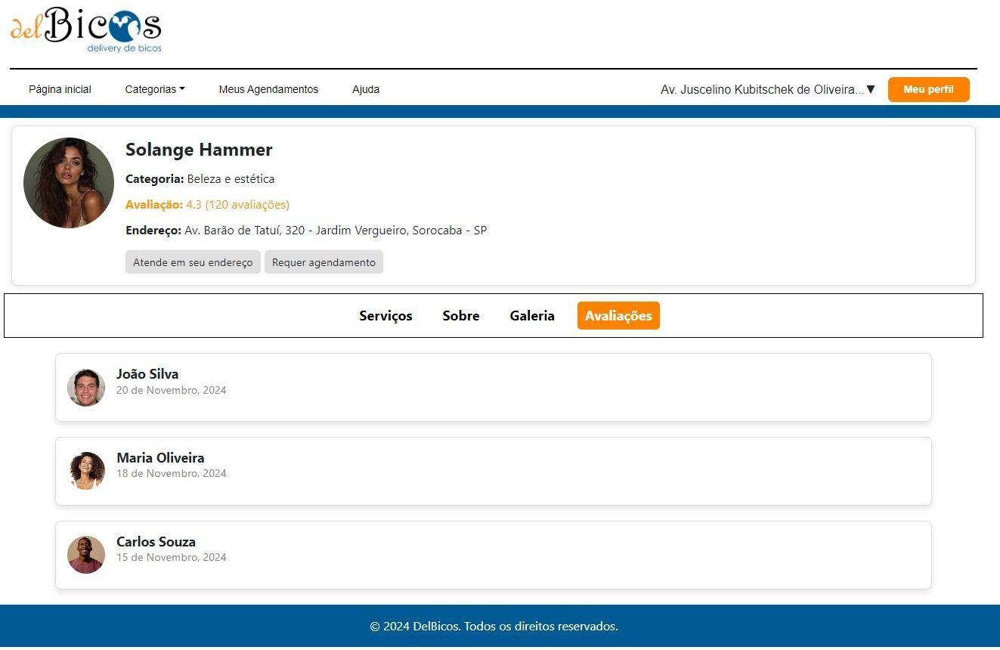 delBicos
delivery de bicos
Página inicial Categorias Meus Agendamentos Ajuda Av. Juscelino Kubitschek de Oliveira...▼ Meu perfil
Solange Hammer
Categoria: Beleza e estética
Avaliação: 4.3 (120 avaliações)
Endereço: Av. Barão de Tatuí, 320 - Jardim Vergueiro, Sorocaba - SP
Atende em seu endereço Requer agendamento
Serviços Sobre Galeria Avaliações
João Silva
20 de Novembro, 2024
Maria Oliveira
18 de Novembro, 2024
Carlos Souza
15 de Novembro, 2024
© 2024 DelBicos. Todos os direitos reservados.